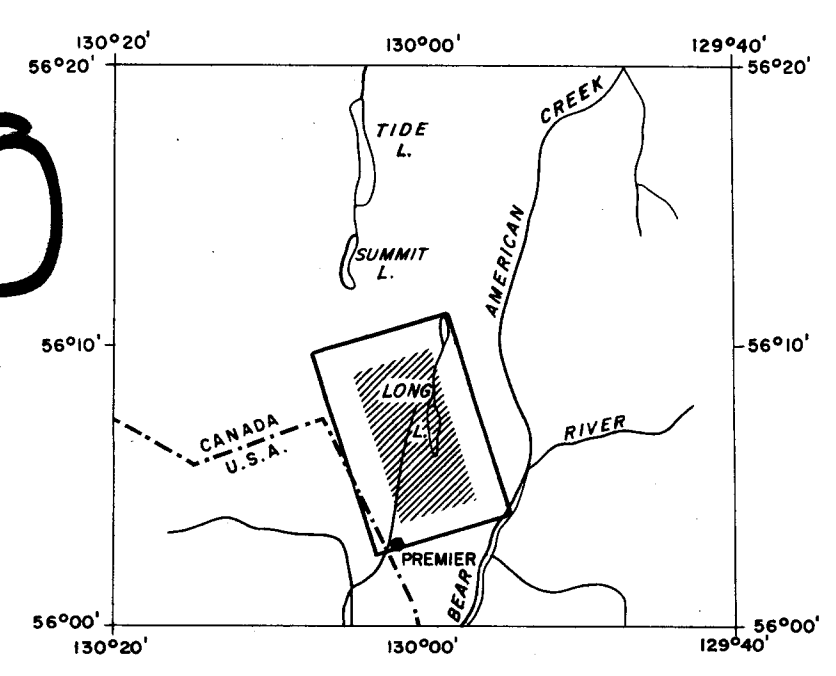 130°20' 130°00' 129°40'
56°20' 56°20'
CREEK
TIDE
L.
AMERICAN
SUMMIT
L.
56°10' 56°10'
LONG
L.
CANADA
U.S.A.
RIVER
PREMIER
BEAR
56°00' 56°00'
130°20' 130°00' 129°40'